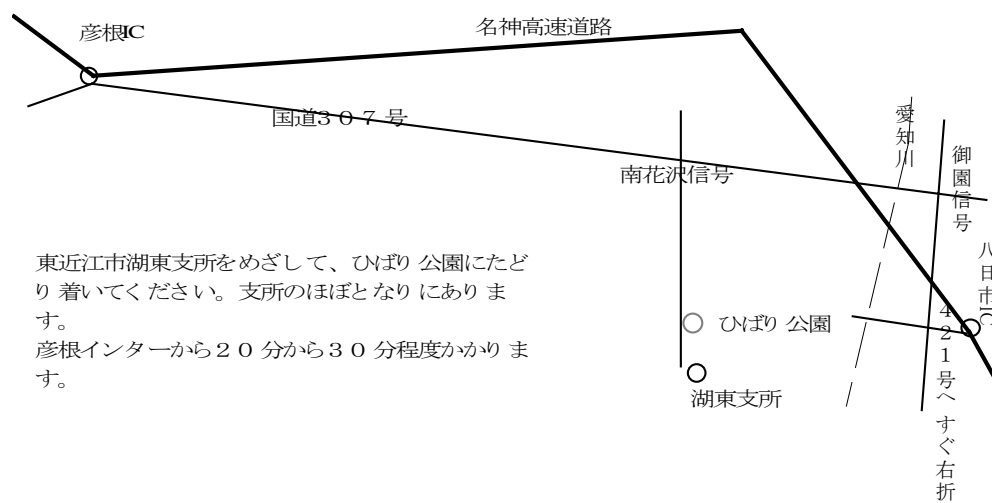 彦根IC
名神高速道路
国道307号
愛知川
御園信号
南花沢信号
八日市IC
東近江市湖東支所をめざして、ひばり公園にたど
り着いてください。支所のほぼとなりにありま
す。
彦根インターから20分から30分程度かかりま
す。
ひばり公園
湖東支所
421号へすぐ右折